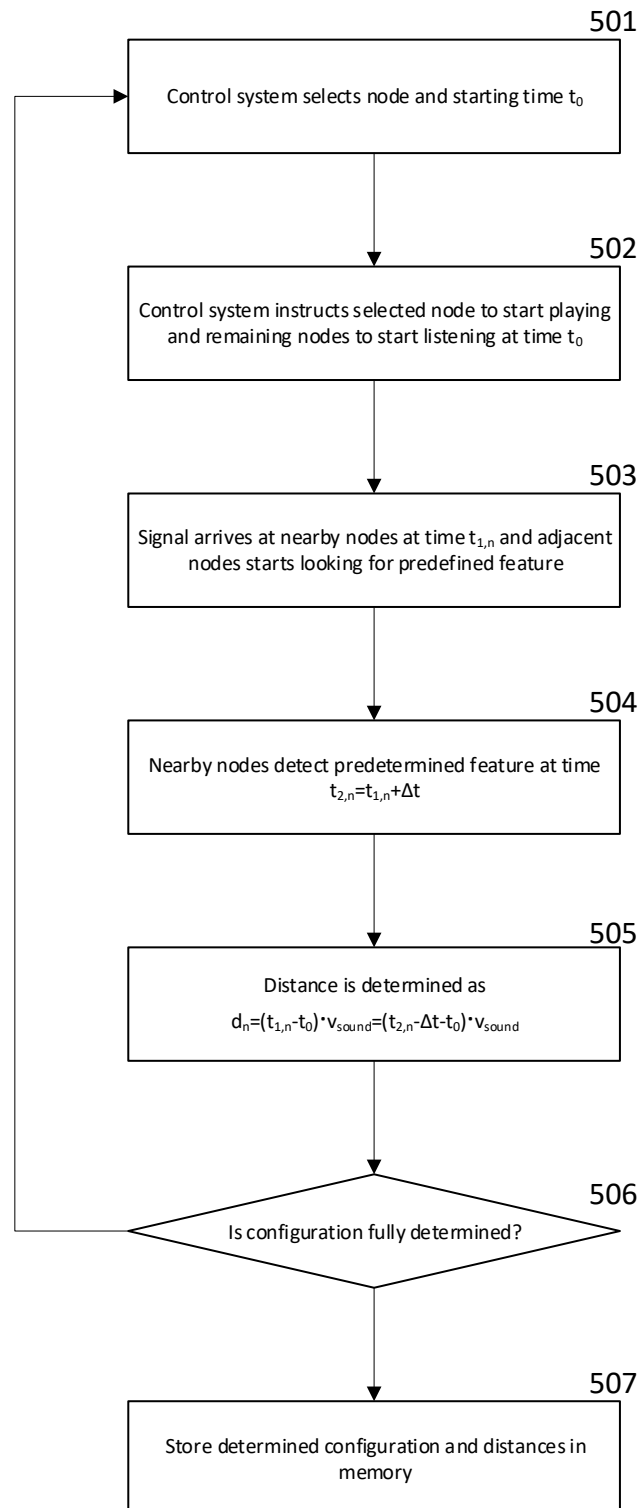 501
Control system selects node and starting time t₀
502
Control system instructs selected node to start playing
and remaining nodes to start listening at time t₀
503
Signal arrives at nearby nodes at time t₁,ₙ and adjacent
nodes starts looking for predefined feature
504
Nearby nodes detect predetermined feature at time
t₂,ₙ=t₁,ₙ+Δt
505
Distance is determined as
dₙ=(t₁,ₙ-t₀)·vsound=(t₂,ₙ-Δt-t₀)·vsound
506
Is configuration fully determined?
507
Store determined configuration and distances in
memory